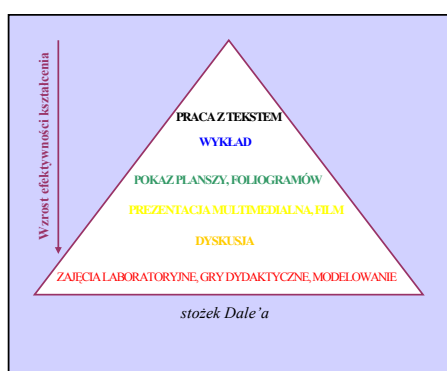 Wzrost efektywności kształcenia
PRACA Z TEKSTEM
WYKŁAD
POKAZ PLANSZY, FOLIOGRAMÓW
PREZENTACJA MULTIMEDIALNA, FILM
DYSKUSJA
ZAJĘCIA LABORATORYJNE, GRY DYDAKTYCZNE, MODELOWANIE
stożek Dale’a